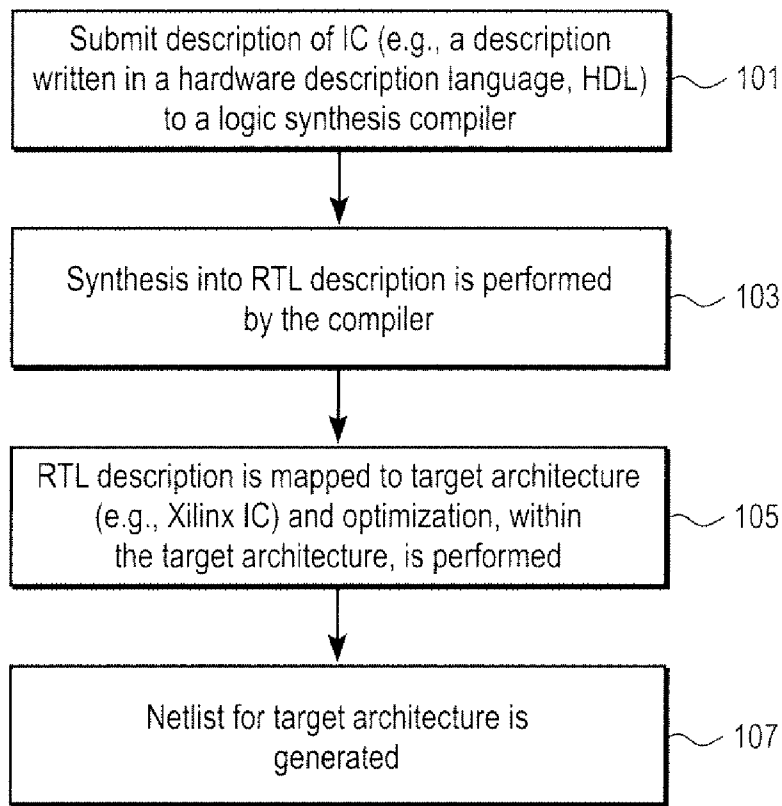 Submit description of IC (e.g., a description
written in a hardware description language, HDL)
to a logic synthesis compiler
101
Synthesis into RTL description is performed
by the compiler
103
RTL description is mapped to target architecture
(e.g., Xilinx IC) and optimization, within
the target architecture, is performed
105
Netlist for target architecture is
generated
107